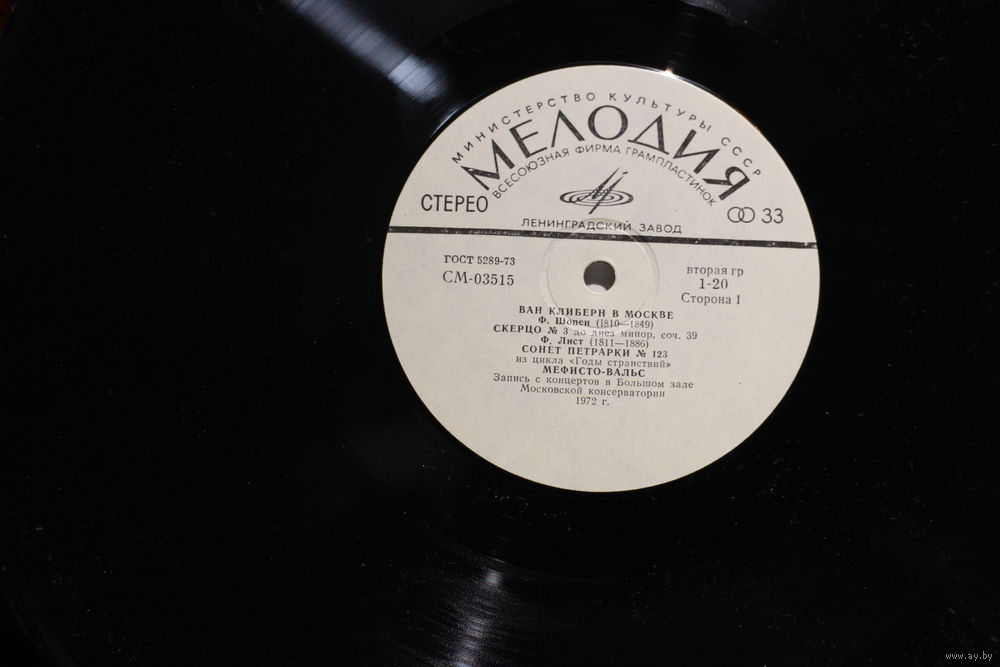 МИНИСТЕРСТВО КУЛЬТУРЫ СССР
МЕЛОДИЯ
ВСЕСОЮЗНАЯ ФИРМА ГРАМПЛАСТИНОК
СТЕРЕО
33
ЛЕНИНГРАДСКИЙ ЗАВОД
ГОСТ 5289-73
СМ-03515
вторая гр
1-20
Сторона 1
ВАН КЛИБЕРН В МОСКВЕ
Ф. Шопен (1810—1849)
СКЕРЦО № 3 до диез минор, соч. 39
Ф. Лист (1811—1886)
СОНЕТ ПЕТРАРКИ № 123
из цикла «Годы странствий»
МЕФИСТО-ВАЛЬС
Запись с концертов в Большом зале
Московской консерватории
1972 г.
www.ay.by